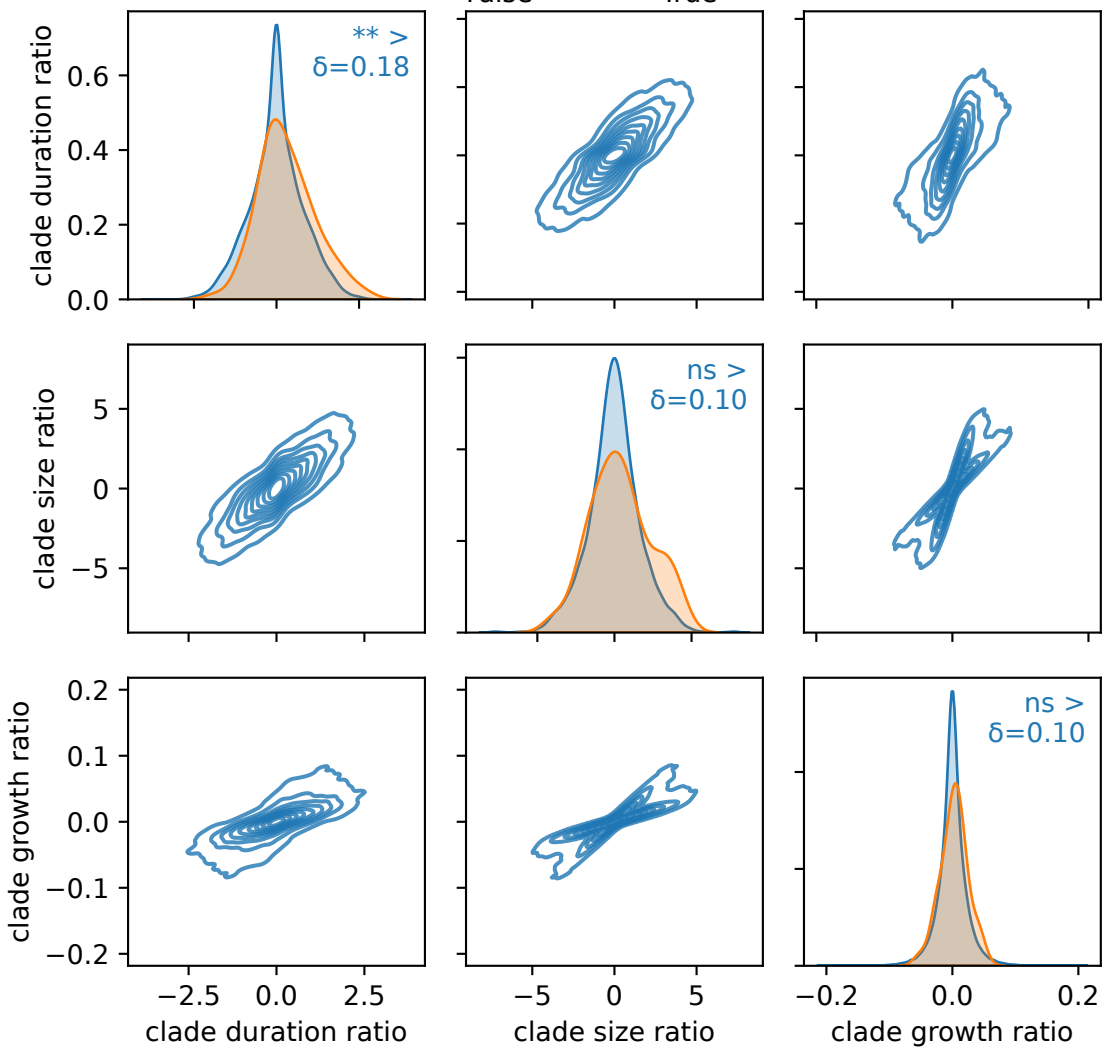 False True
clade duration ratio
0.6
0.4
0.2
0.0
** >
δ=0.18
clade size ratio
5
0
−5
ns >
δ=0.10
clade growth ratio
0.2
0.1
0.0
−0.1
−0.2
ns >
δ=0.10
−2.5 0.0 2.5
−5 0 5
−0.2 0.0 0.2
clade duration ratio
clade size ratio
clade growth ratio